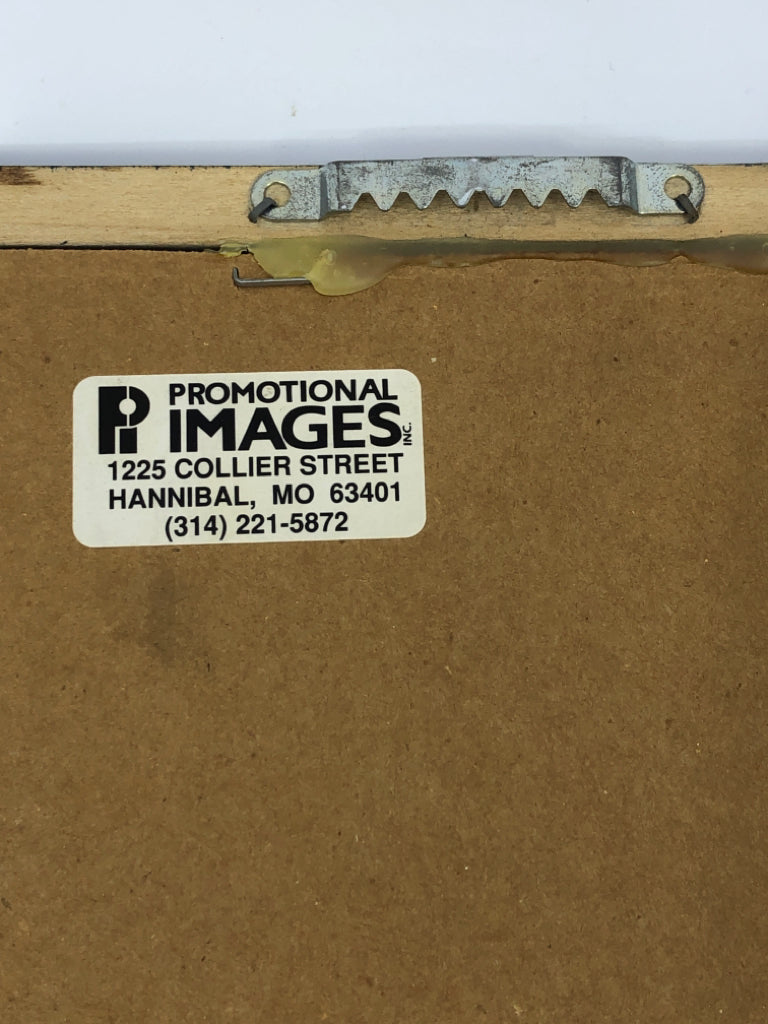 PI PROMOTIONAL
IMAGES INC.
1225 COLLIER STREET
HANNIBAL, MO 63401
(314) 221-5872